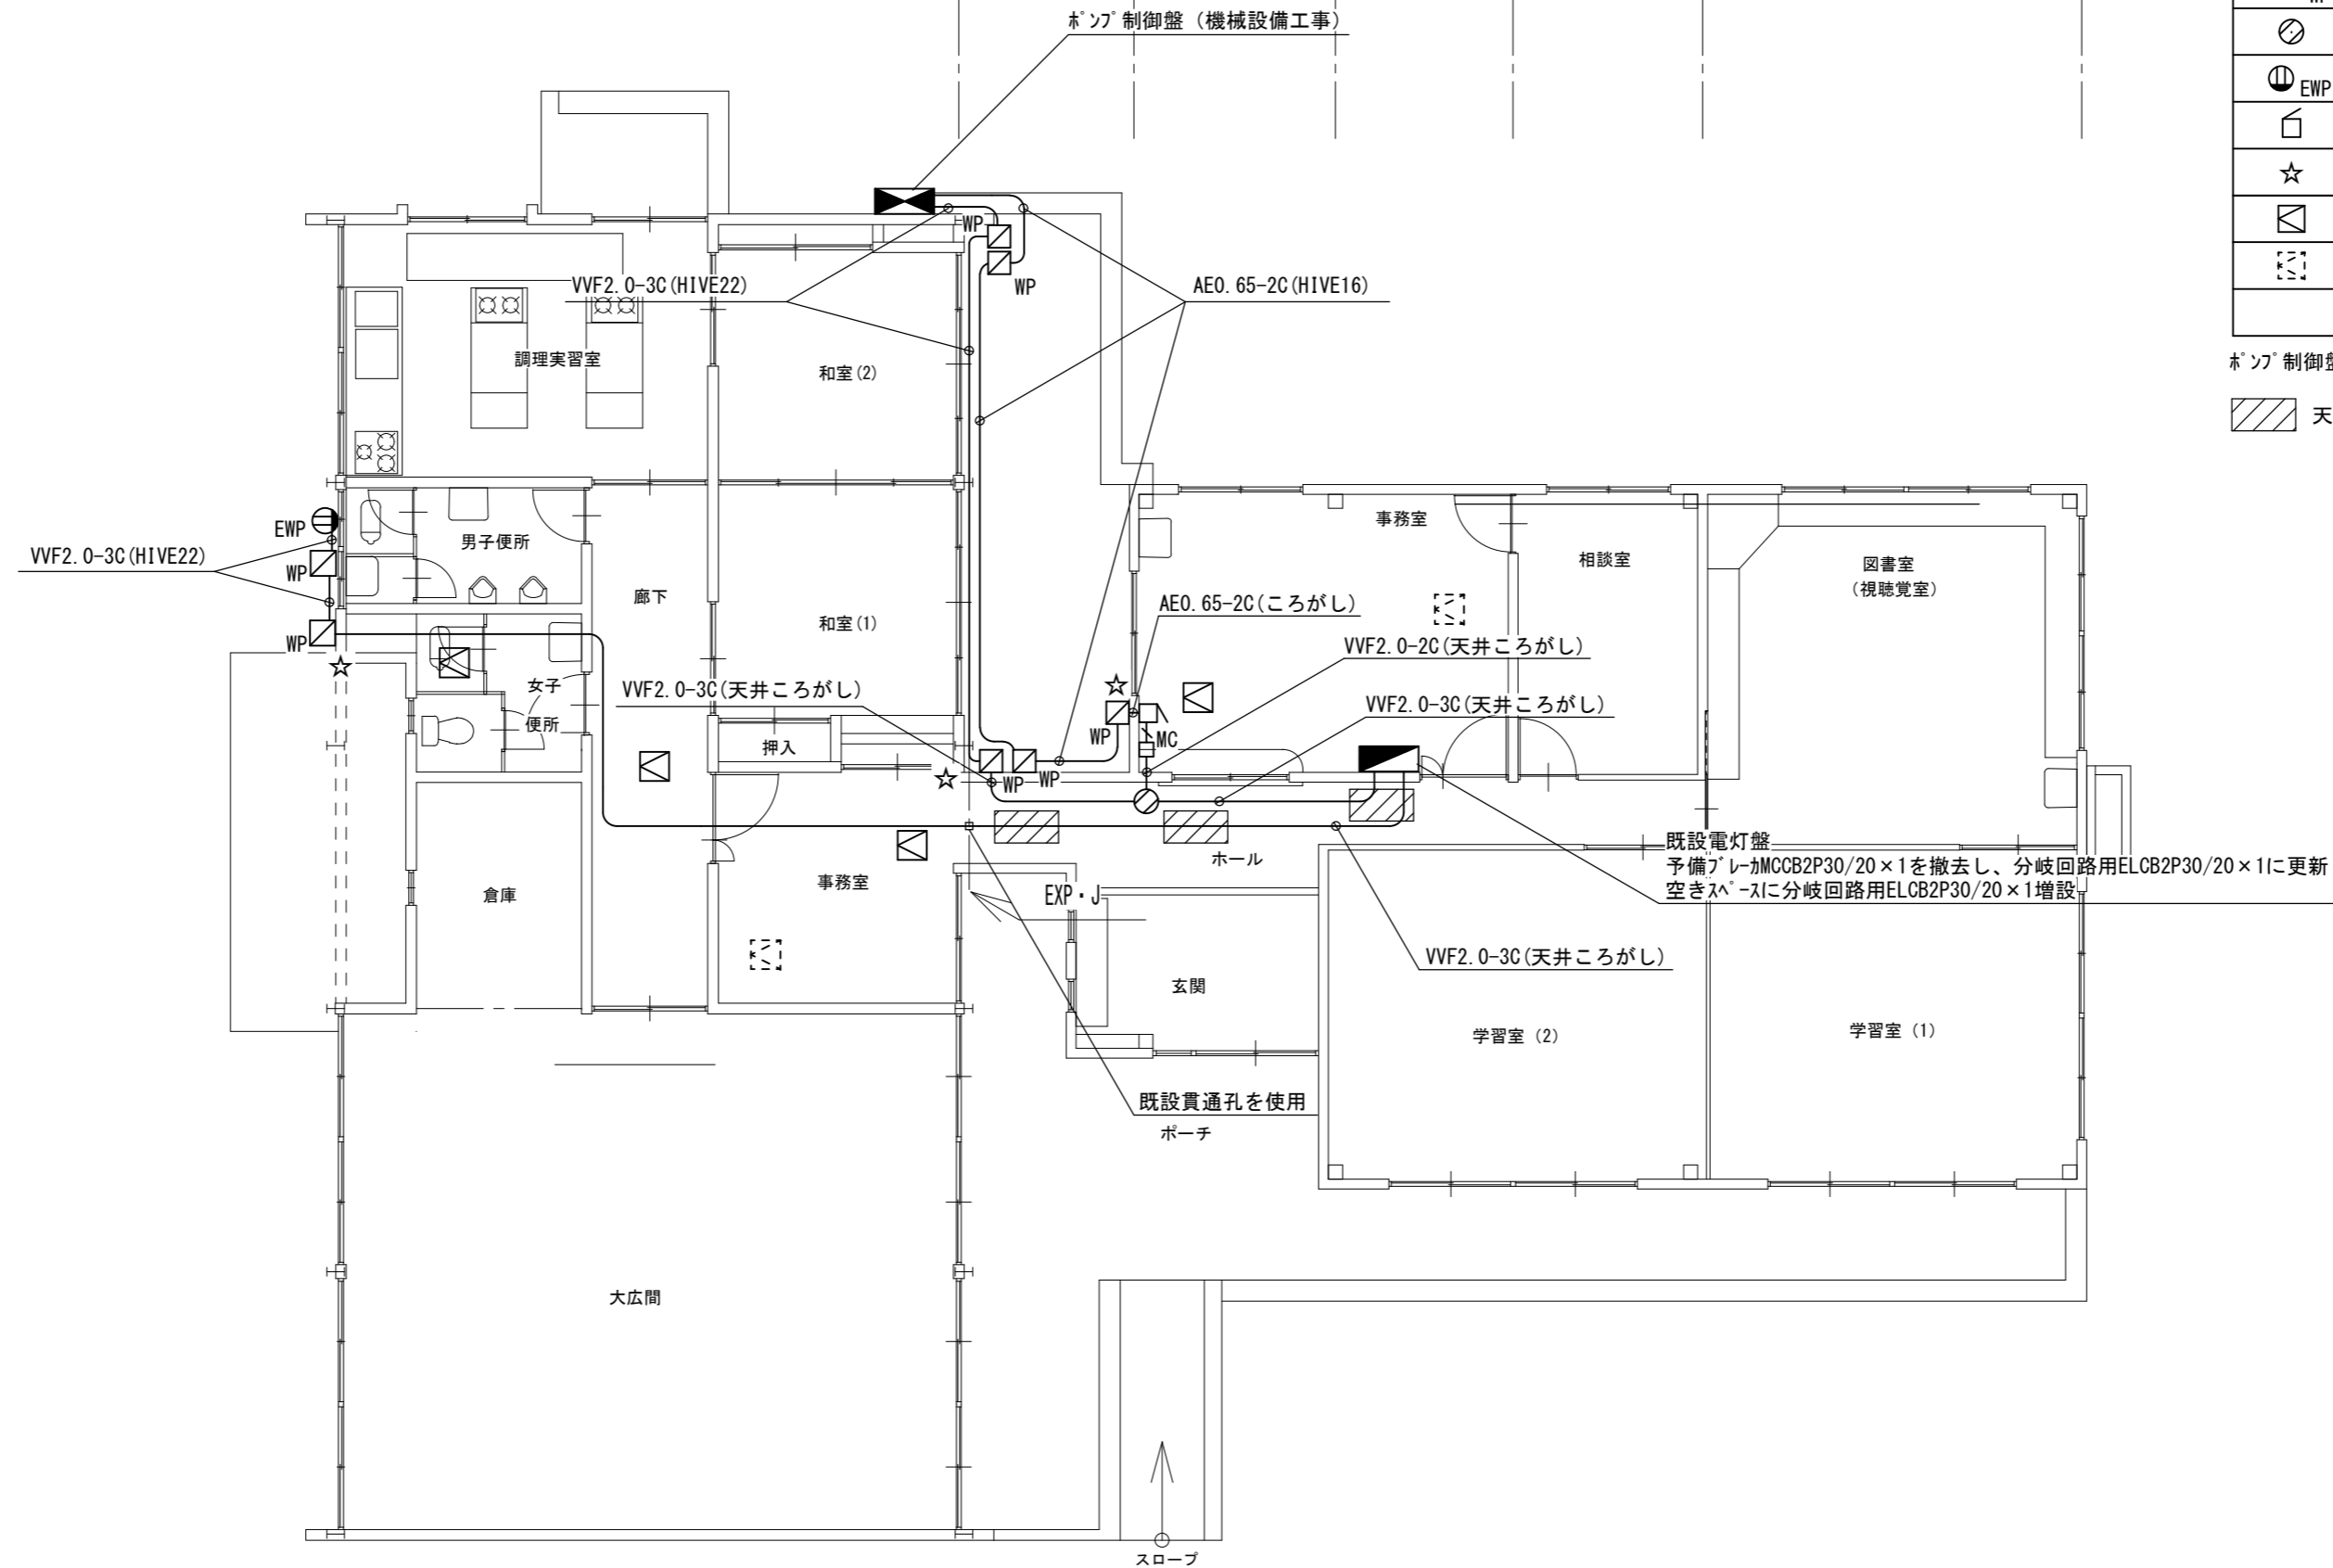 ﾎﾟﾝﾌﾟ制御盤（機械設備工事）
WP
EWP
ﾎﾟﾝﾌﾟ制御盤
天
WP
WP
VVF2.0-3C(HIVE22)
AE0.65-2C(HIVE16)
調理実習室
和室(2)
EWP
WP
VVF2.0-3C(HIVE22)
WP
男子便所
廊下
和室(1)
女子
便所
押入
事務室
相談室
図書室
（視聴覚室）
AE0.65-2C(ころがし)
VVF2.0-2C(天井ころがし)
VVF2.0-3C(天井ころがし)
VVF2.0-3C(天井ころがし)
WP
MC
WP
WP
ホール
既設電灯盤
予備ﾌﾞﾚｰｶMCCB2P30/20×1を撤去し、分岐回路用ELCB2P30/20×1に更新
空きｽﾍﾟｰｽに分岐回路用ELCB2P30/20×1増設
倉庫
事務室
EXP・J
VVF2.0-3C(天井ころがし)
玄関
学習室（2）
学習室（1）
既設貫通孔を使用
ポーチ
大広間
スロープ